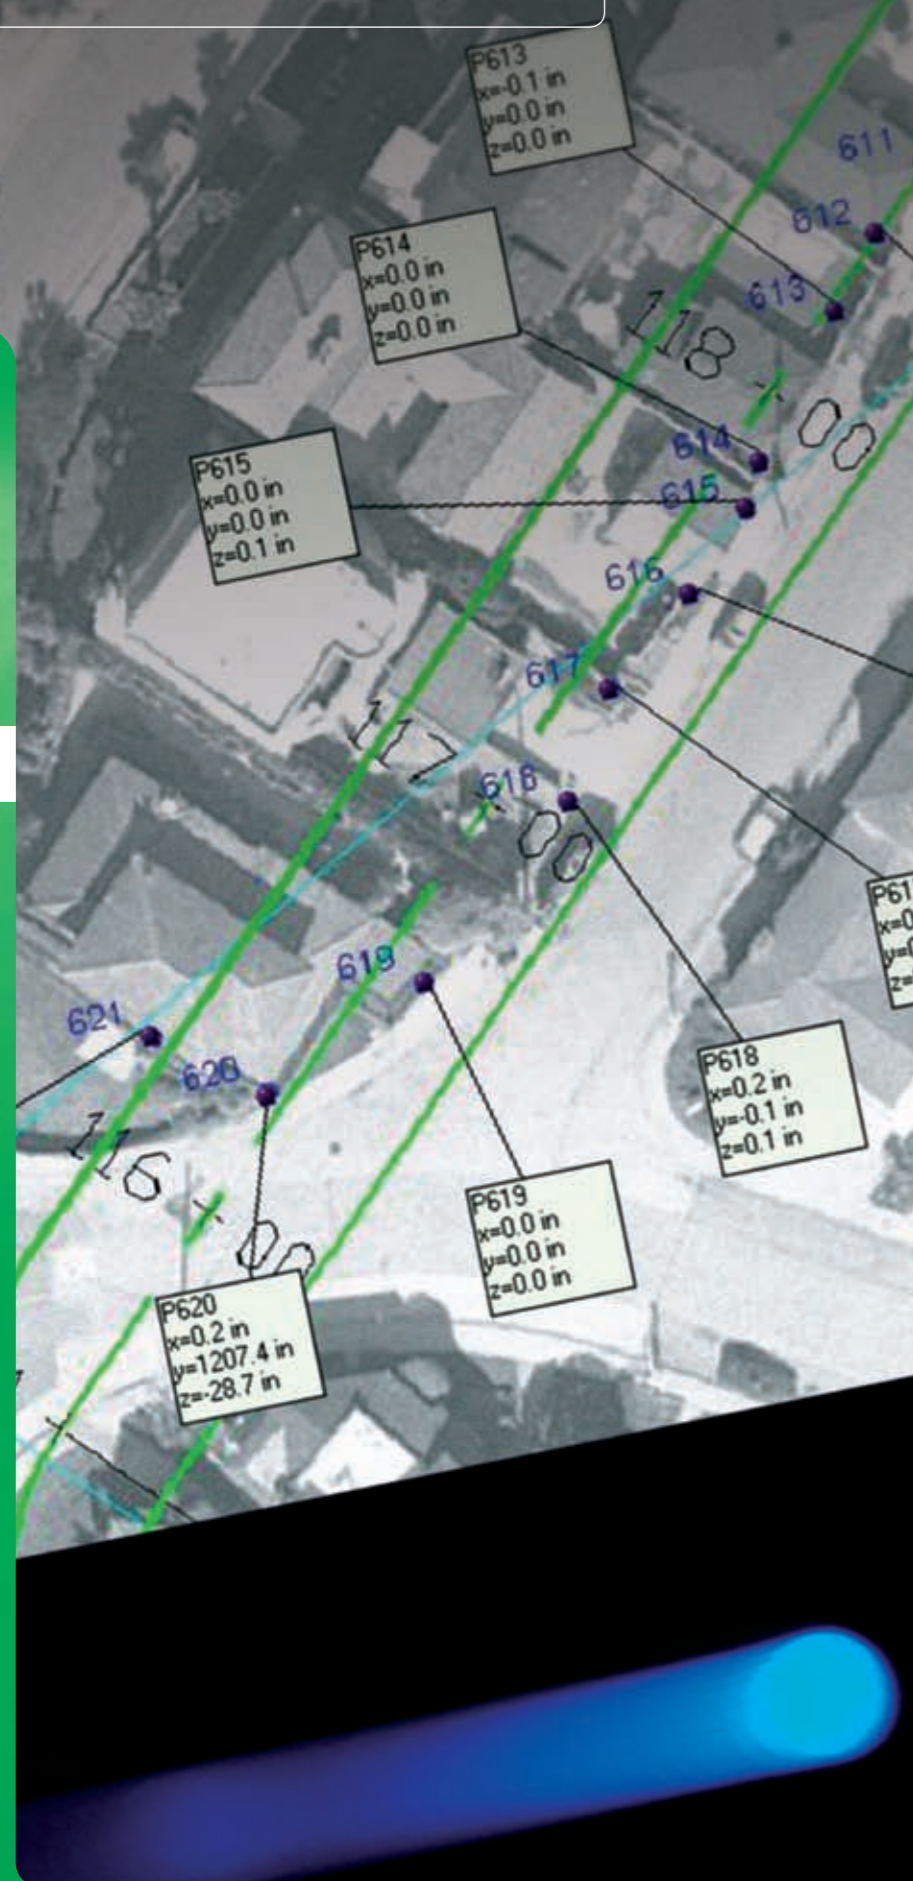 P613
x=-0.1 in
y=0.0 in
z=0.0 in
611
612
613
P614
x=0.0 in
y=0.0 in
z=0.0 in
118
00
614
P615
x=0.0 in
y=0.0 in
z=0.1 in
615
616
617
117
618
00
619
621
620
P618
x=0.2 in
y=-0.1 in
z=0.1 in
116
00
P619
x=0.0 in
y=0.0 in
z=0.0 in
P620
x=0.2 in
y=1207.4 in
z=-28.7 in